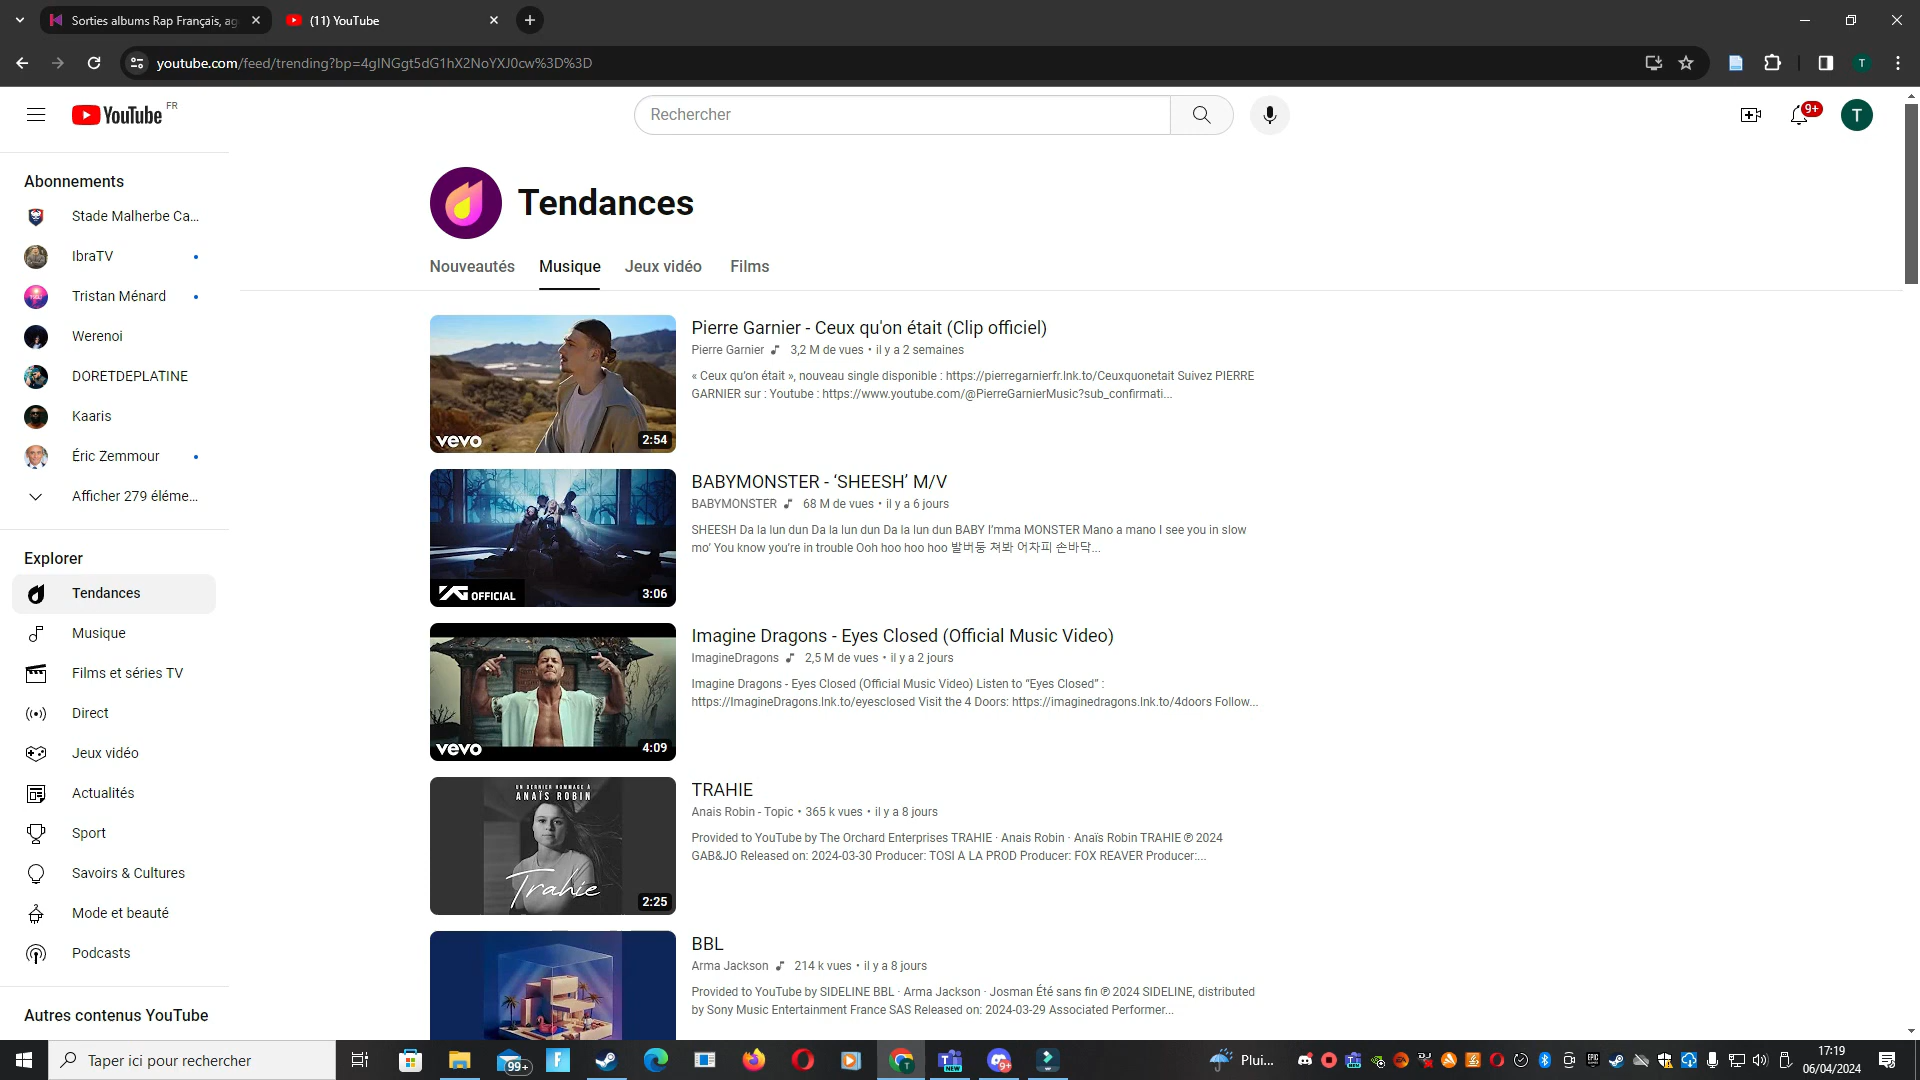 Sorties albums Rap Français, ag
(11) YouTube
youtube.com/feed/trending?bp=4gINGgt5dG1hX2NoYXJ0cw%3D%3D
T
YouTube FR
Rechercher
9+
T
Abonnements
Stade Malherbe Ca...
IbraTV
Tristan Ménard
Werenoi
DORETDEPLATINE
Kaaris
Éric Zemmour
Afficher 279 éléme...
Explorer
Tendances
Musique
Films et séries TV
Direct
Jeux vidéo
Actualités
Sport
Savoirs & Cultures
Mode et beauté
Podcasts
Autres contenus YouTube
Tendances
Nouveautés Musique Jeux vidéo Films
vevo
2:54
Pierre Garnier - Ceux qu'on était (Clip officiel)
Pierre Garnier 3,2 M de vues • il y a 2 semaines
« Ceux qu'on était », nouveau single disponible : https://pierregarnierfr.lnk.to/Ceuxquonetait Suivez PIERRE
GARNIER sur : Youtube : https://www.youtube.com/@PierreGarnierMusic?sub_confirmati...
YG OFFICIAL
3:06
BABYMONSTER - ‘SHEESH’ M/V
BABYMONSTER 68 M de vues • il y a 6 jours
SHEESH Da la lun dun Da la lun dun Da la lun dun BABY I’mma MONSTER Mano a mano I see you in slow
mo’ You know you’re in trouble Ooh hoo hoo hoo 발버둥 쳐봐 어차피 손바닥...
vevo
4:09
Imagine Dragons - Eyes Closed (Official Music Video)
ImagineDragons 2,5 M de vues • il y a 2 jours
Imagine Dragons - Eyes Closed (Official Music Video) Listen to “Eyes Closed” :
https://ImagineDragons.lnk.to/eyesclosed Visit the 4 Doors: https://imaginedragons.lnk.to/4doors Follow...
UN DERNIER HOMMAGE À
ANAÏS ROBIN
Trahie
2:25
TRAHIE
Anais Robin - Topic • 365 k vues • il y a 8 jours
Provided to YouTube by The Orchard Enterprises TRAHIE · Anais Robin · Anaïs Robin TRAHIE ℗ 2024
GAB&JO Released on: 2024-03-30 Producer: TOSI A LA PROD Producer: FOX REAVER Producer:...
BBL
Arma Jackson 214 k vues • il y a 8 jours
Provided to YouTube by SIDELINE BBL · Arma Jackson · Josman Été sans fin ℗ 2024 SIDELINE, distributed
by Sony Music Entertainment France SAS Released on: 2024-03-29 Associated Performer...
Taper ici pour rechercher
99+
NEW
9+
Plui...
17:19
06/04/2024